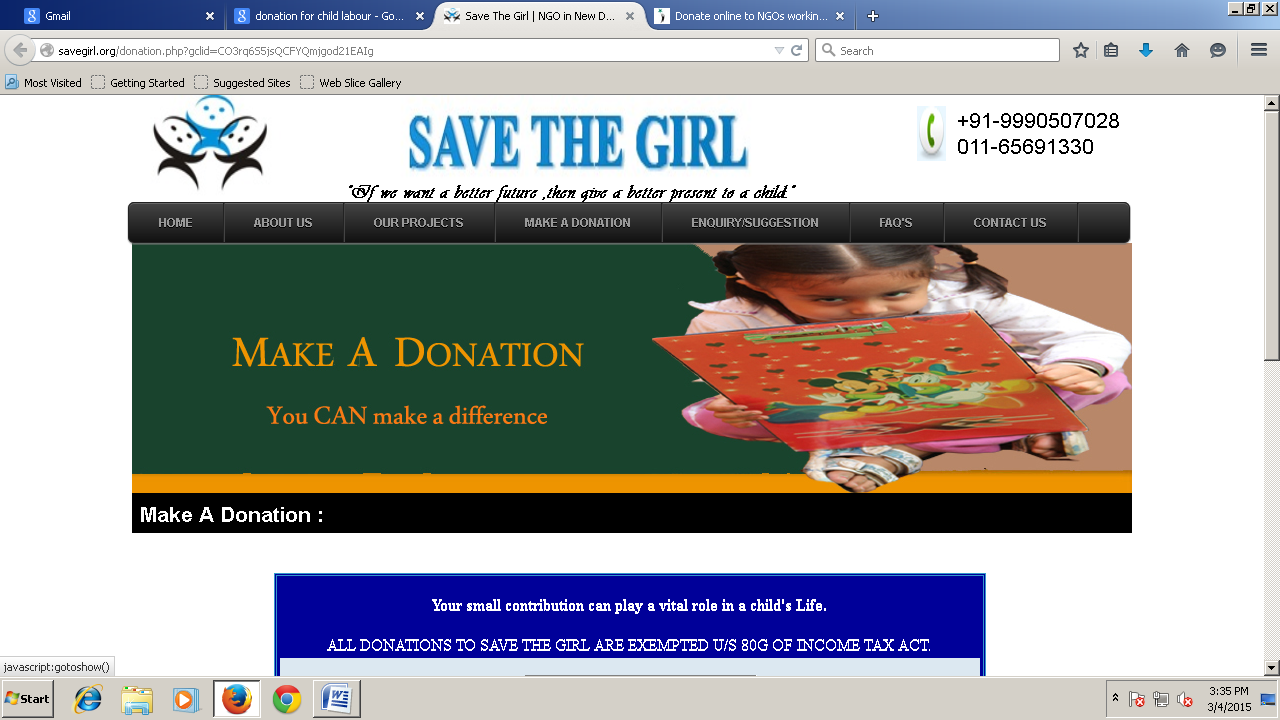 Gmail
donation for child labour - Go...
Save The Girl | NGO in New D...
Donate online to NGOs workin...
savegirl.org/donation.php?gclid=CO3rq6S5jsQCFYQmjgod21EAIg
Search
Most Visited Getting Started Suggested Sites Web Slice Gallery
SAVE THE GIRL
+91-9990507028
011-65691330
"If we want a better future ,then give a better present to a child."
HOME ABOUT US OUR PROJECTS MAKE A DONATION ENQUIRY/SUGGESTION FAQ'S CONTACT US
MAKE A DONATION
You CAN make a difference
Make A Donation :
Your small contribution can play a vital role in a child's Life.
ALL DONATIONS TO SAVE THE GIRL ARE EXEMPTED U/S 80G OF INCOME TAX ACT.
javascript:gotoshow()
Start
3:35 PM
3/4/2015